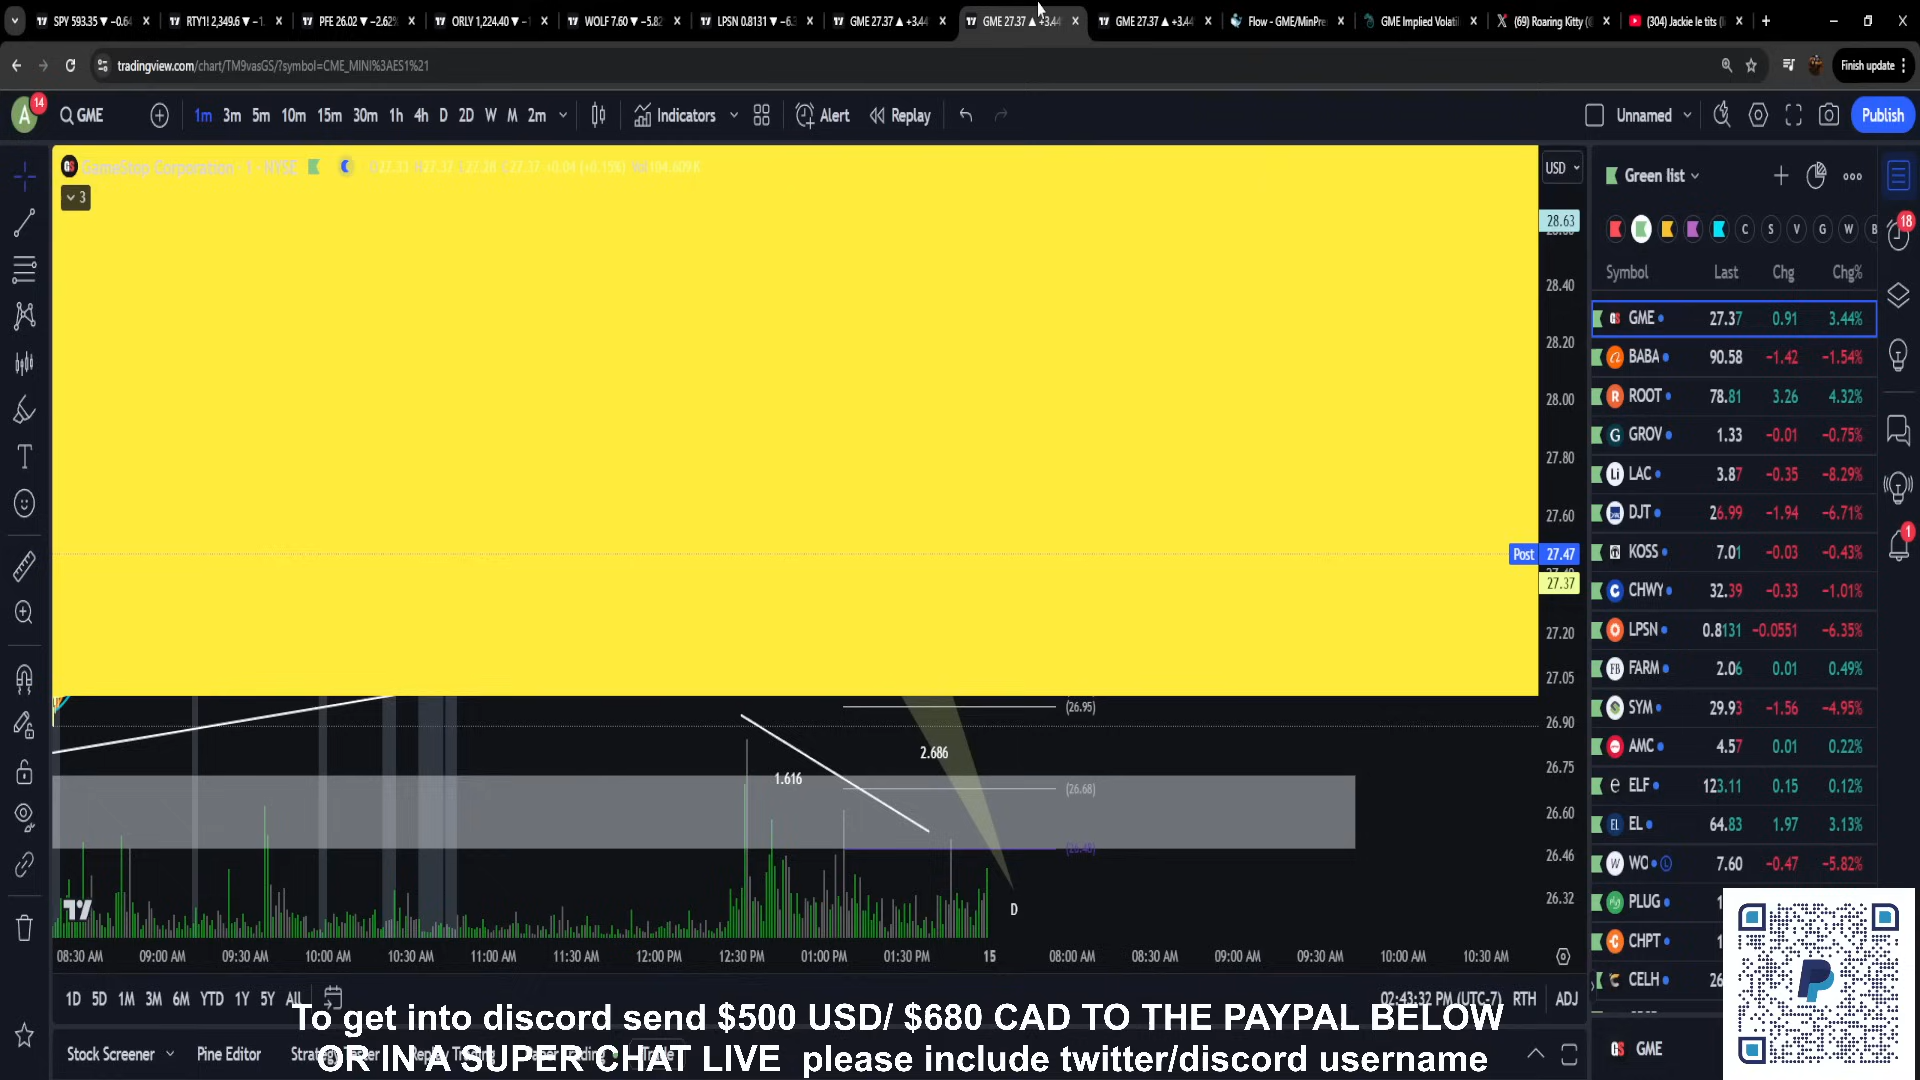 SPY 593.35 ▼ −0.6
RTY1! 2,349.6 ▼ −1.
PFE 26.02 ▼ −2.62%
ORLY 1,224.40 ▼ −
WOLF 7.60 ▼ −5.82
LPSN 0.8131 ▼ −6.3
GME 27.37 ▲ +3.44
GME 27.37 ▲ +3.44
GME 27.37 ▲ +3.44
Flow - GME/MinPre
GME Implied Volatil
(69) Roaring Kitty (
(304) Jackie le tits (
tradingview.com/chart/TM9vasGS/?symbol=CME_MINI%3AES1%21
Finish update
A
14
GME
1m 3m 5m 10m 15m 30m 1h 4h D 2D W M 2m
Indicators
Alert
Replay
Unnamed
Publish
GameStop Corporation · 1 · NYSE
3
USD
28.63
28.40
28.20
28.00
27.80
27.60
Post 27.47
27.37
27.20
27.05
26.90
26.75
26.60
26.46
26.32
(26.95)
2.686
1.616
(26.68)
D
08:30 AM 09:00 AM 09:30 AM 10:00 AM 10:30 AM 11:00 AM 11:30 AM 12:00 PM 12:30 PM 01:00 PM 01:30 PM 15 08:00 AM 08:30 AM 09:00 AM 09:30 AM 10:00 AM 10:30 AM
1D 5D 1M 3M 6M YTD 1Y 5Y All
02:43:32 PM (UTC-7) RTH ADJ
Stock Screener Pine Editor
To get into discord send $500 USD/ $680 CAD TO THE PAYPAL BELOW
OR IN A SUPER CHAT LIVE please include twitter/discord username
Green list
C S V G W B
18
1
Symbol Last Chg Chg%
GME 27.37 0.91 3.44%
BABA 90.58 −1.42 −1.54%
ROOT 78.81 3.26 4.32%
GROV 1.33 −0.01 −0.75%
LAC 3.87 −0.35 −8.29%
DJT 26.99 −1.94 −6.71%
KOSS 7.01 −0.03 −0.43%
CHWY 32.39 −0.33 −1.01%
LPSN 0.8131 −0.0551 −6.35%
FARM 2.06 0.01 0.49%
SYM 29.93 −1.56 −4.95%
AMC 4.57 0.01 0.22%
ELF 123.11 0.15 0.12%
EL 64.83 1.97 3.13%
WO 7.60 −0.47 −5.82%
PLUG 1
CHPT 1
CELH 26
GME